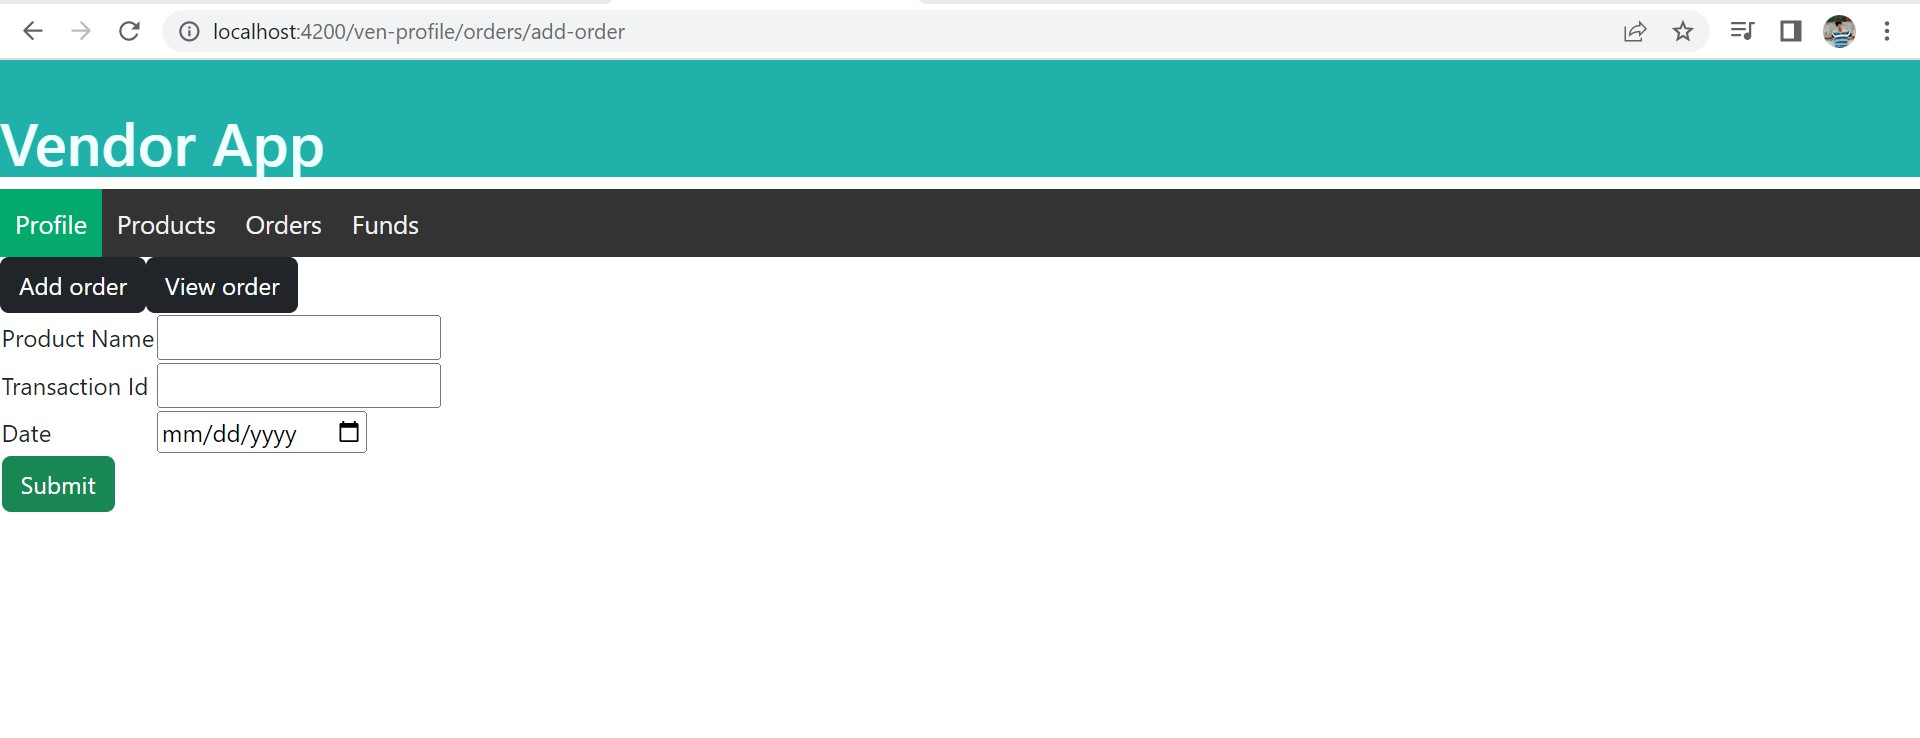 localhost:4200/ven-profile/orders/add-order
Vendor App
Profile Products Orders Funds
Add order View order
Product Name
Transaction Id
Date mm/dd/yyyy
Submit